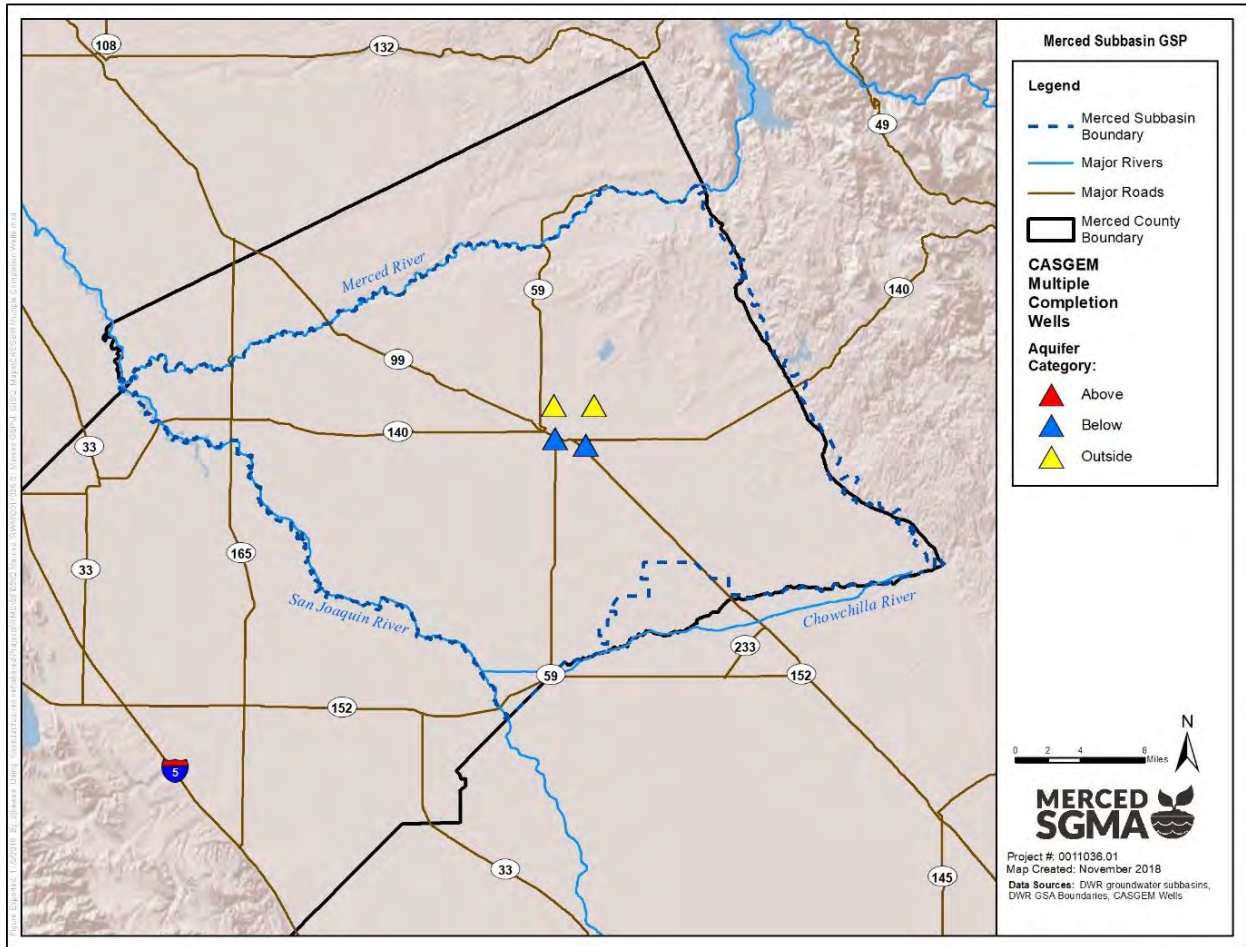 108
132
49
Merced River
59
140
99
140
33
165
33
San Joaquin River
Chowchilla River
233
59
152
152
5
33
145
Merced Subbasin GSP
Legend
Merced Subbasin
Boundary
Major Rivers
Major Roads
Merced County
Boundary
CASGEM
Multiple
Completion
Wells
Aquifer
Category:
Above
Below
Outside
N
0 2 4 8
Miles
MERCED
SGMA
Project #: 0011036.01
Map Created: November 2018
Data Sources: DWR groundwater subbasins,
DWR GSA Boundaries, CASGEM Wells